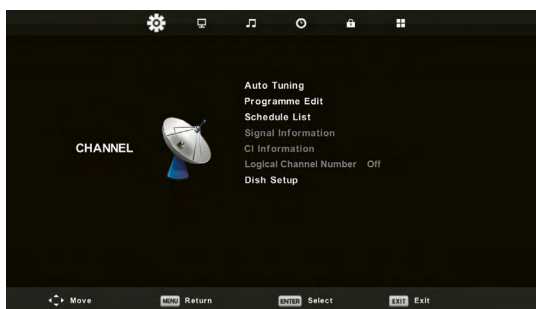 CHANNEL
Auto Tuning
Programme Edit
Schedule List
Signal Information
CI Information
Logical Channel Number Off
Dish Setup
Move MENU Return ENTER Select EXIT Exit